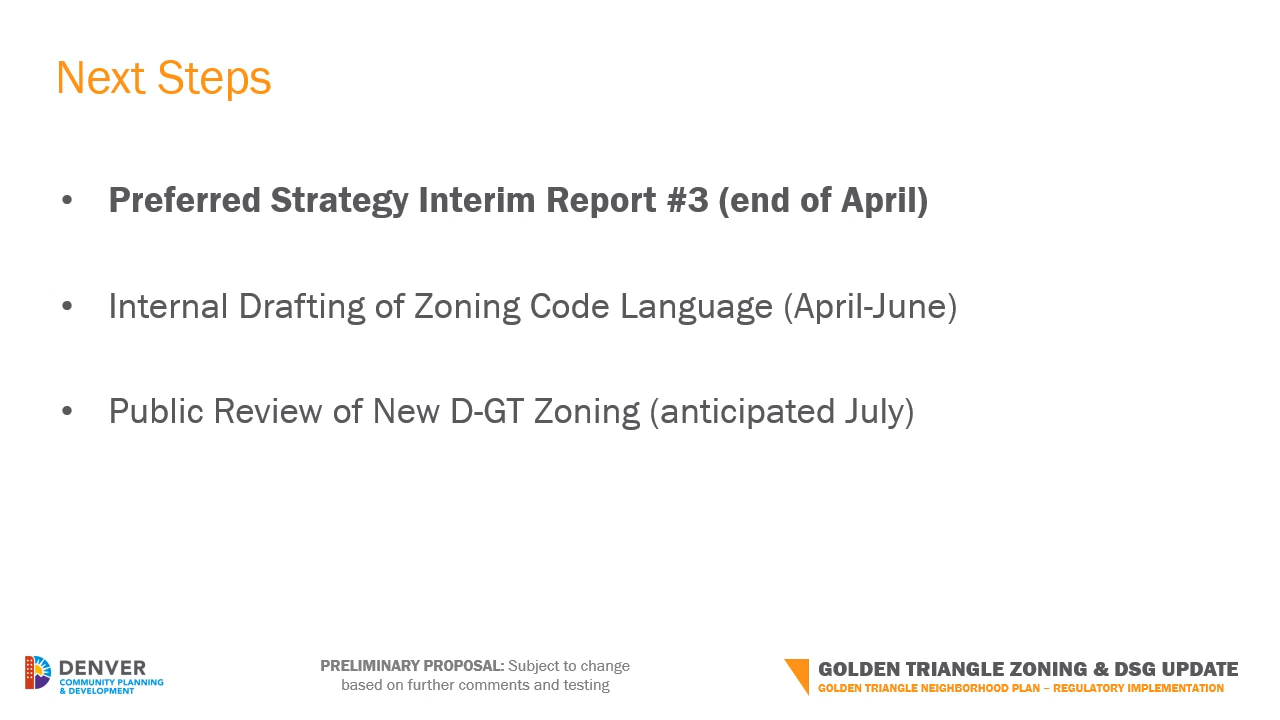 Next Steps
• Preferred Strategy Interim Report #3 (end of April)
• Internal Drafting of Zoning Code Language (April-June)
• Public Review of New D-GT Zoning (anticipated July)
DENVER
COMMUNITY PLANNING
& DEVELOPMENT
PRELIMINARY PROPOSAL: Subject to change
based on further comments and testing
GOLDEN TRIANGLE ZONING & DSG UPDATE
GOLDEN TRIANGLE NEIGHBORHOOD PLAN – REGULATORY IMPLEMENTATION